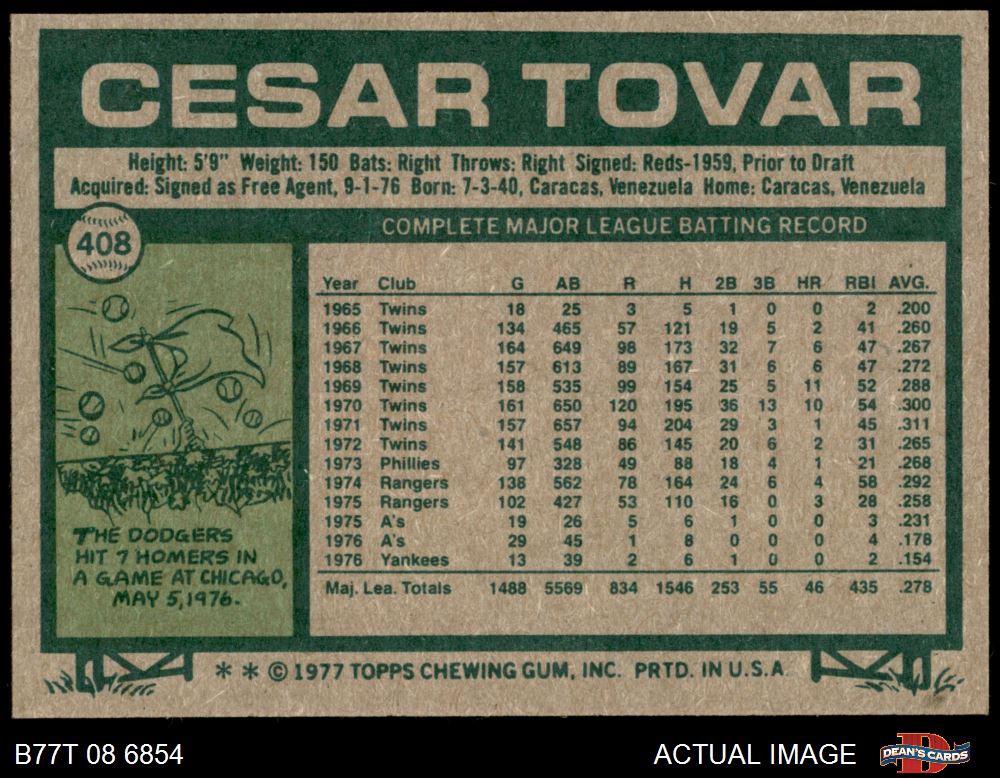 CESAR TOVAR
Height: 5'9" Weight: 150 Bats: Right Throws: Right Signed: Reds-1959, Prior to Draft
Acquired: Signed as Free Agent, 9-1-76 Born: 7-3-40, Caracas, Venezuela Home: Caracas, Venezuela
408
COMPLETE MAJOR LEAGUE BATTING RECORD
Year Club G AB R H 2B 3B HR RBI AVG.
1965 Twins 18 25 3 5 1 0 0 2 .200
1966 Twins 134 465 57 121 19 5 2 41 .260
1967 Twins 164 649 98 173 32 7 6 47 .267
1968 Twins 157 613 89 167 31 6 6 47 .272
1969 Twins 158 535 99 154 25 5 11 52 .288
1970 Twins 161 650 120 195 36 13 10 54 .300
1971 Twins 157 657 94 204 29 3 1 45 .311
1972 Twins 141 548 86 145 20 6 2 31 .265
1973 Phillies 97 328 49 88 18 4 1 21 .268
1974 Rangers 138 562 78 164 24 6 4 58 .292
1975 Rangers 102 427 53 110 16 0 3 28 .258
1975 A's 19 26 5 6 1 0 0 3 .231
1976 A's 29 45 1 8 0 0 0 4 .178
1976 Yankees 13 39 2 6 1 0 0 2 .154
Maj. Lea. Totals 1488 5569 834 1546 253 55 46 435 .278
THE DODGERS
HIT 7 HOMERS IN
A GAME AT CHICAGO,
MAY 5, 1976.
* * © 1977 TOPPS CHEWING GUM, INC. PRTD. IN U.S.A.
B77T 08 6854
ACTUAL IMAGE
DEAN'S CARDS